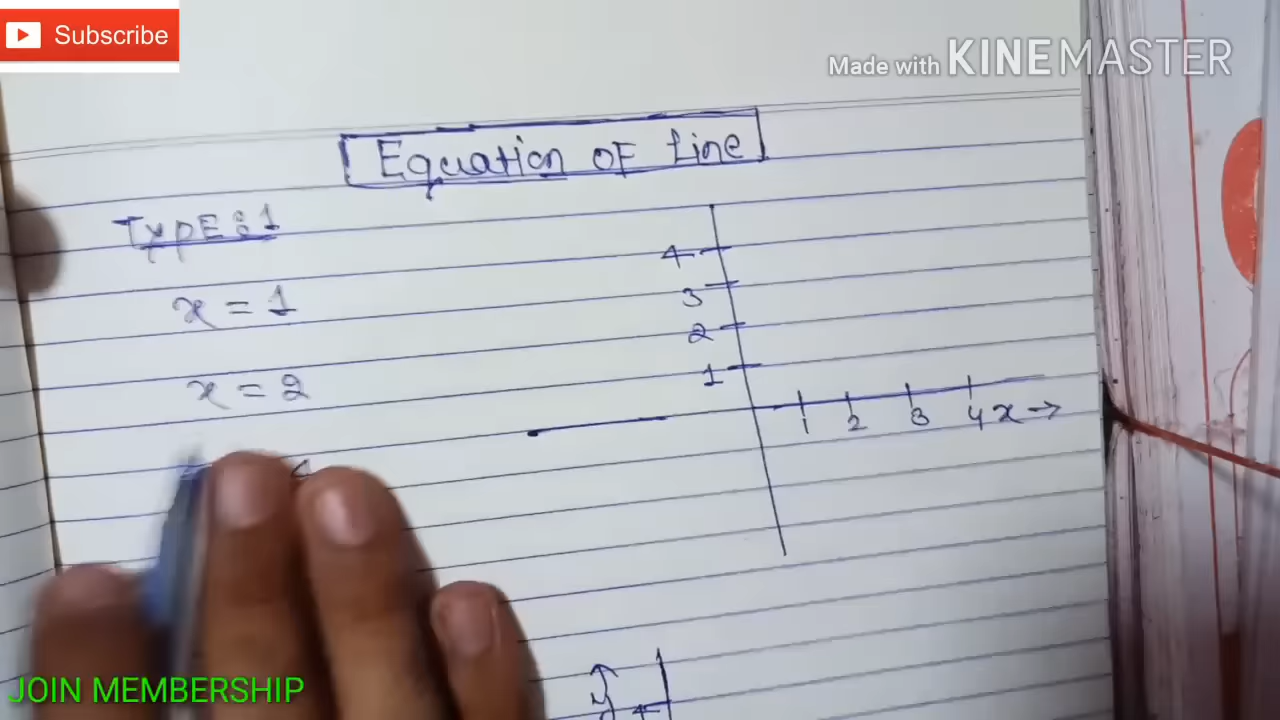 Subscribe
Made with KINEMASTER
Equation OF Line
TypE:1
x = 1
x = 2
4
3
2
1
1 2 3 4 x →
y
4
JOIN MEMBERSHIP